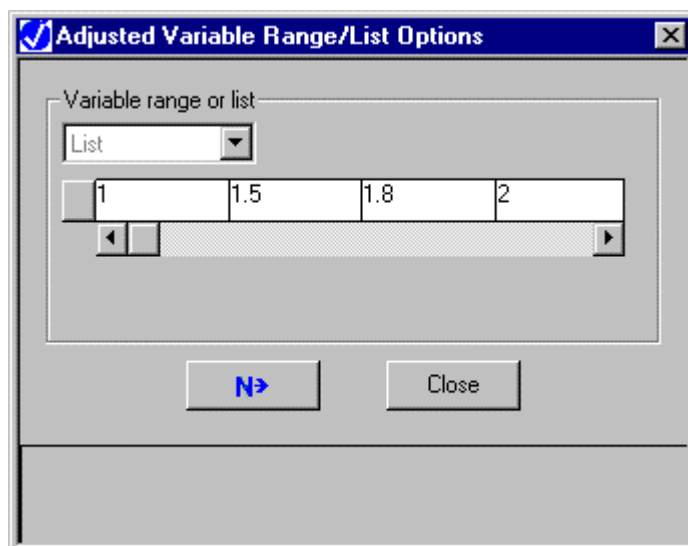 Adjusted Variable Range/List Options
Variable range or list
List
1 1.5 1.8 2
N Close